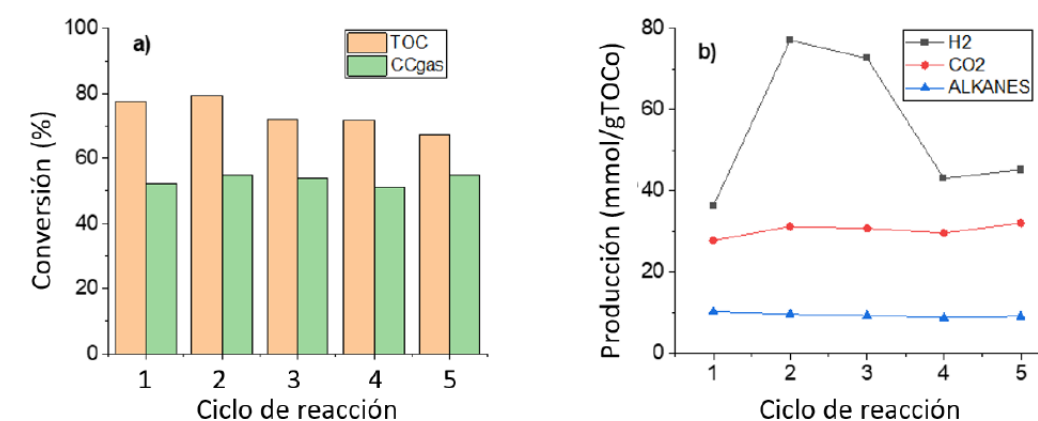 a)
TOC
CCgas
Conversión (%)
100
80
60
40
20
0
1 2 3 4 5
Ciclo de reacción
b)
H2
CO2
ALKANES
Producción (mmol/gTOCo)
80
60
40
20
0
1 2 3 4 5
Ciclo de reacción